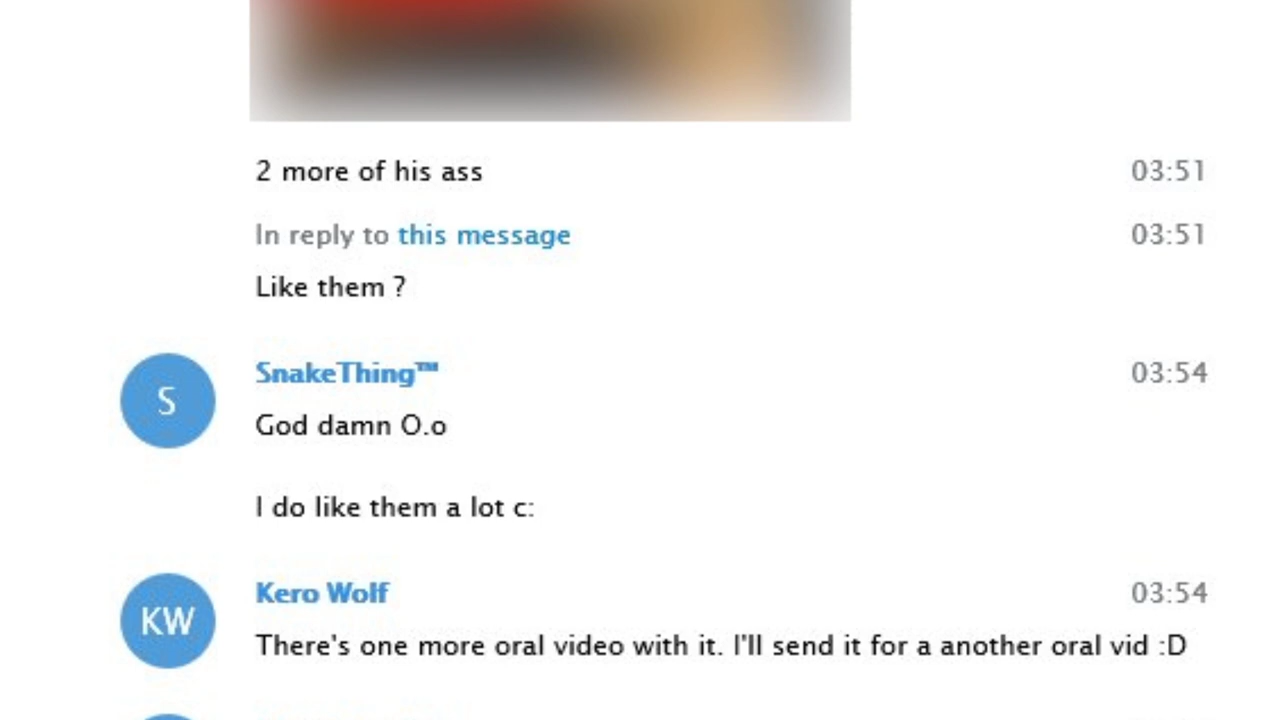 2 more of his ass 03:51
In reply to this message 03:51
Like them ?
S SnakeThing™ 03:54
God damn O.o
I do like them a lot c:
KW Kero Wolf 03:54
There's one more oral video with it. I'll send it for a another oral vid :D